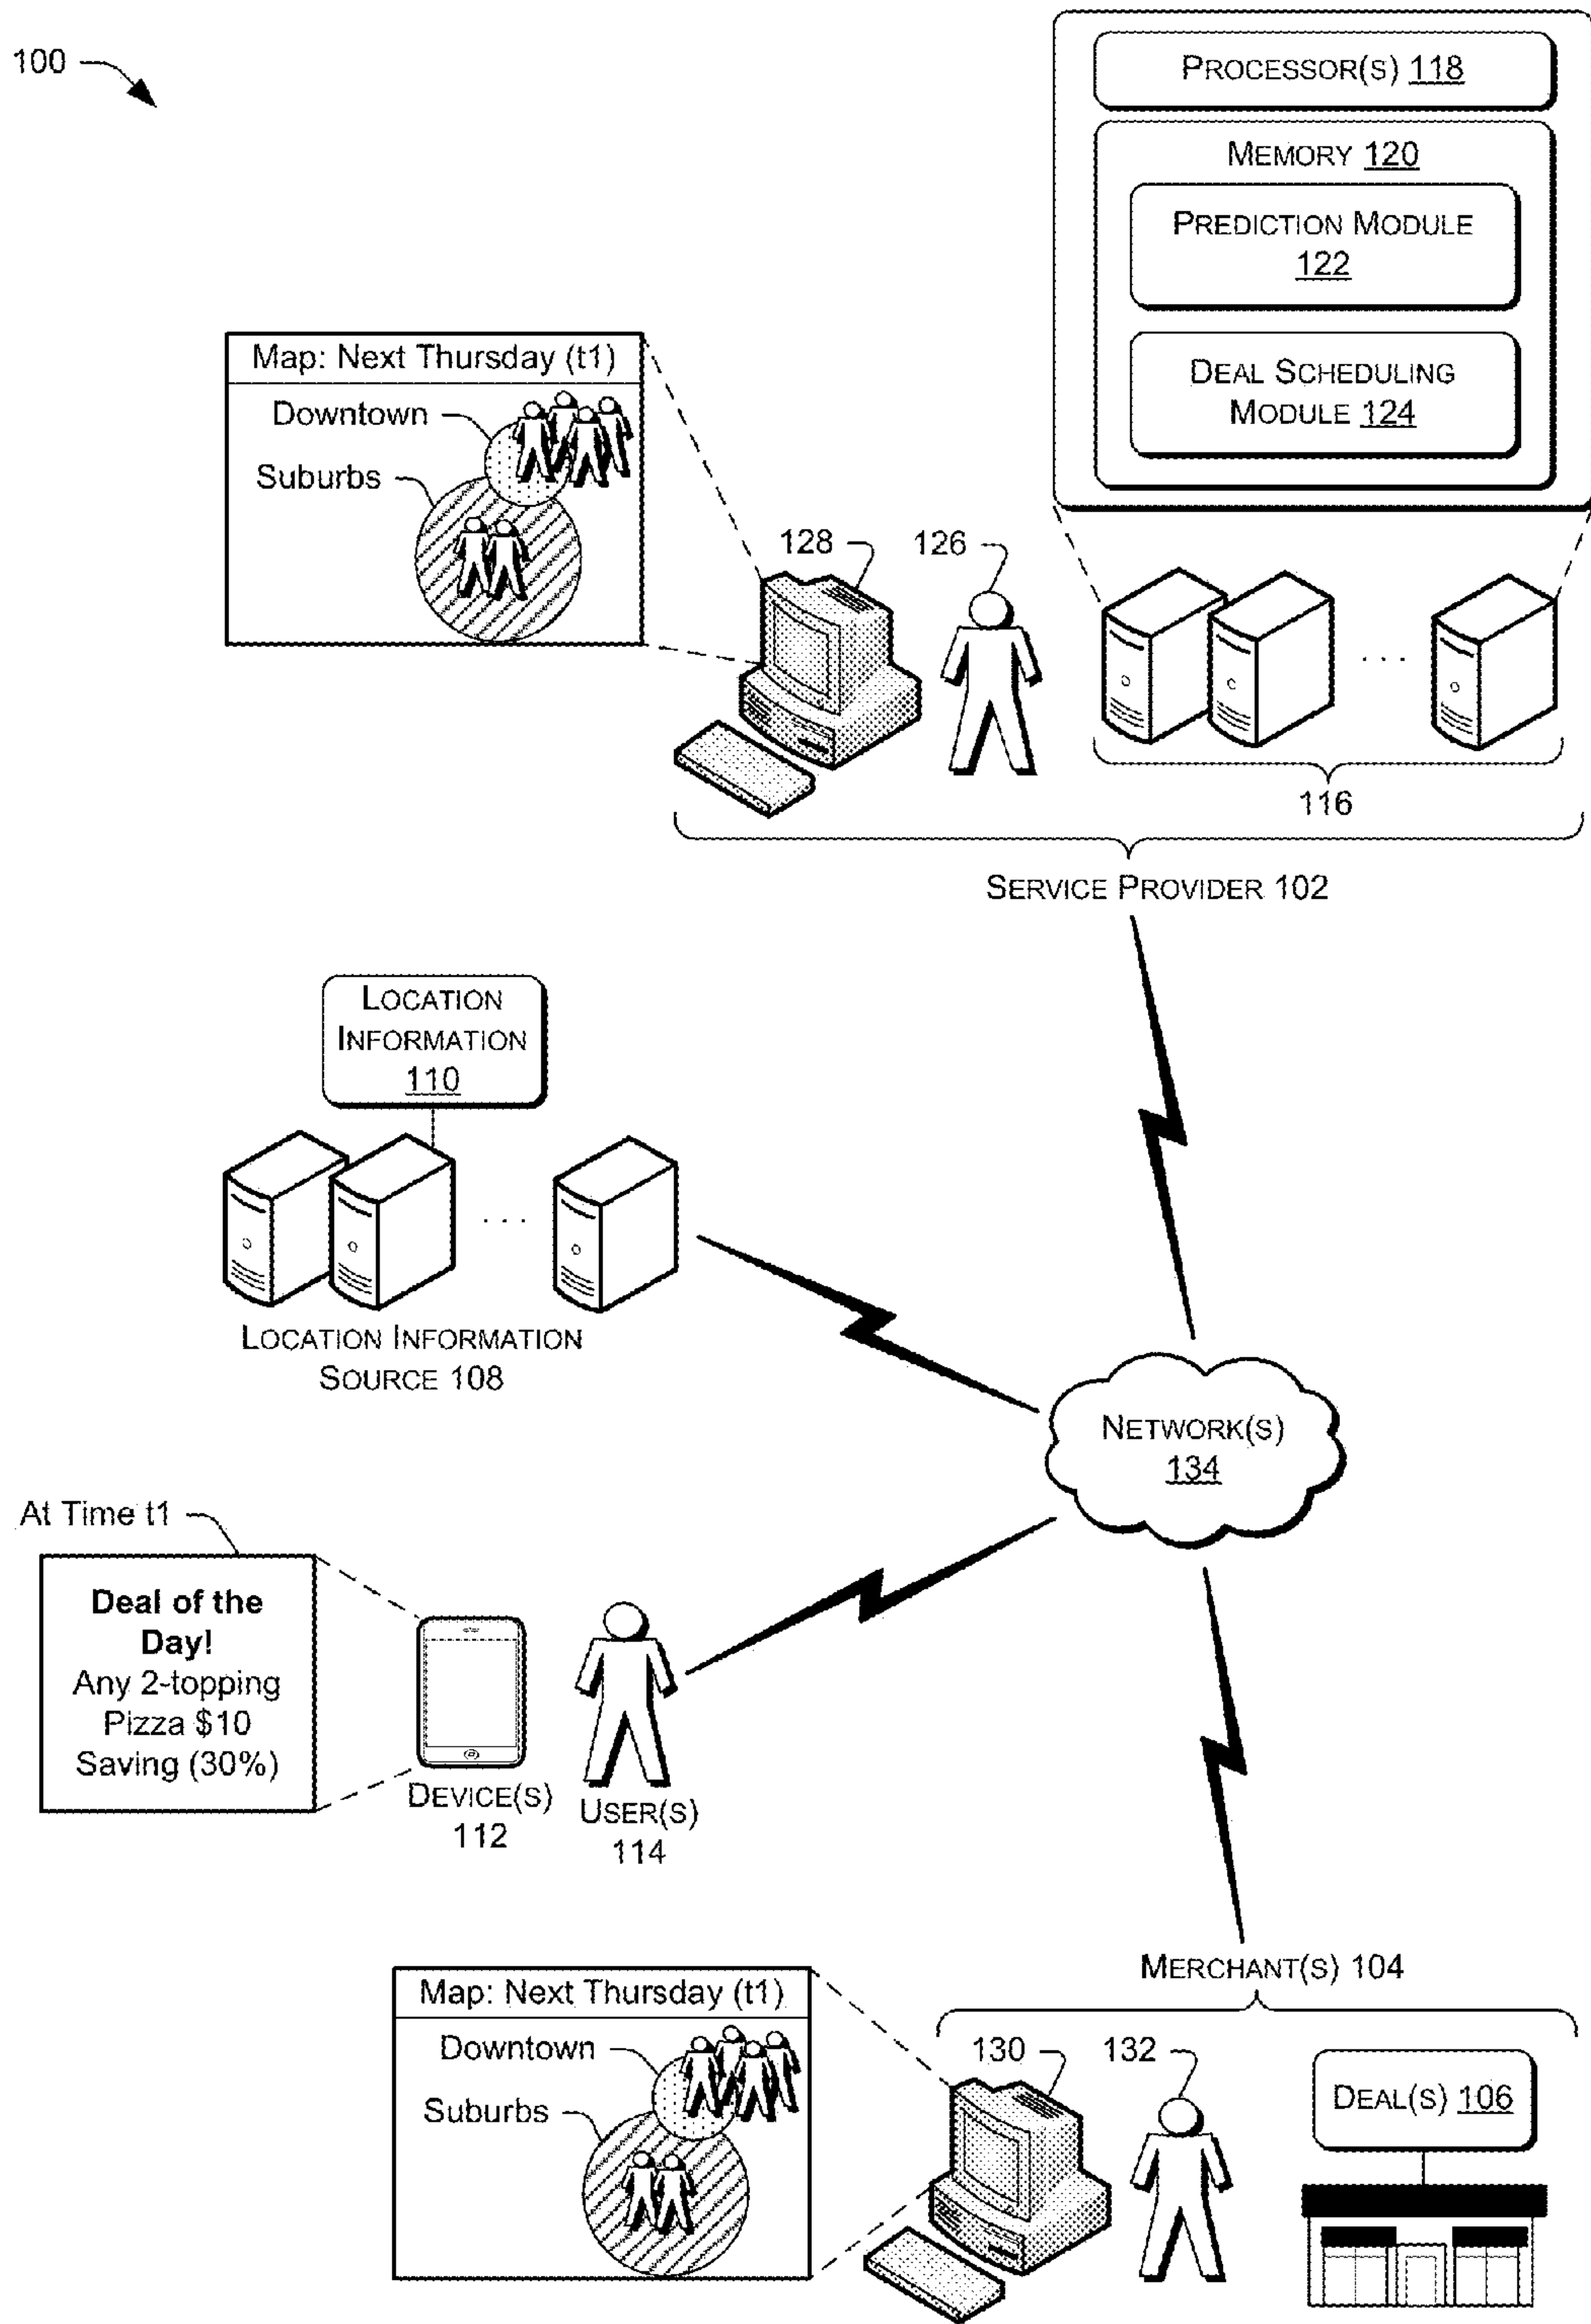 100
PROCESSOR(S) 118
MEMORY 120
PREDICTION MODULE
122
DEAL SCHEDULING
MODULE 124
Map: Next Thursday (t1)
Downtown
Suburbs
128
126
. . .
116
SERVICE PROVIDER 102
LOCATION
INFORMATION
110
. . .
LOCATION INFORMATION
SOURCE 108
NETWORK(S)
134
At Time t1
Deal of the
Day!
Any 2-topping
Pizza $10
Saving (30%)
DEVICE(S)
112
USER(S)
114
MERCHANT(S) 104
Map: Next Thursday (t1)
Downtown
Suburbs
130
132
DEAL(S) 106